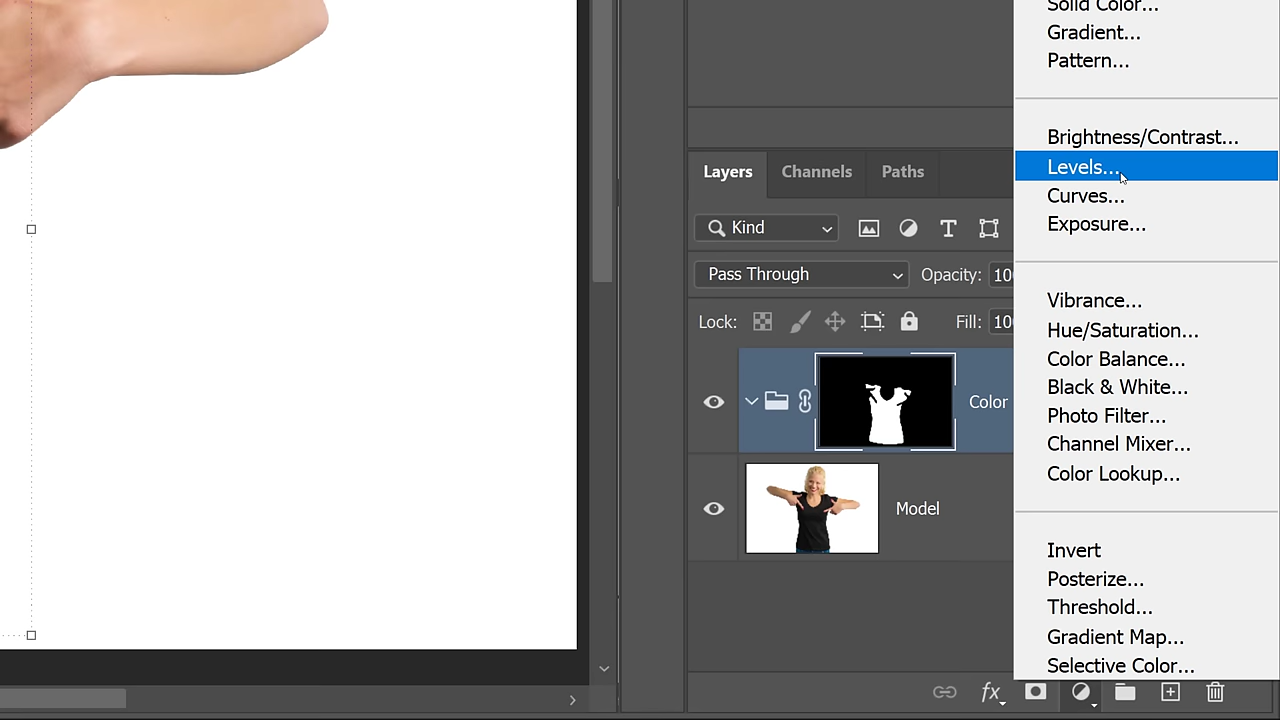 Solid Color...
Gradient...
Pattern...
Brightness/Contrast...
Levels...
Curves...
Exposure...
Vibrance...
Hue/Saturation...
Color Balance...
Black & White...
Photo Filter...
Channel Mixer...
Color Lookup...
Invert
Posterize...
Threshold...
Gradient Map...
Selective Color...
Layers Channels Paths
Kind
Pass Through Opacity: 10
Lock: Fill: 10
Color
Model
fx